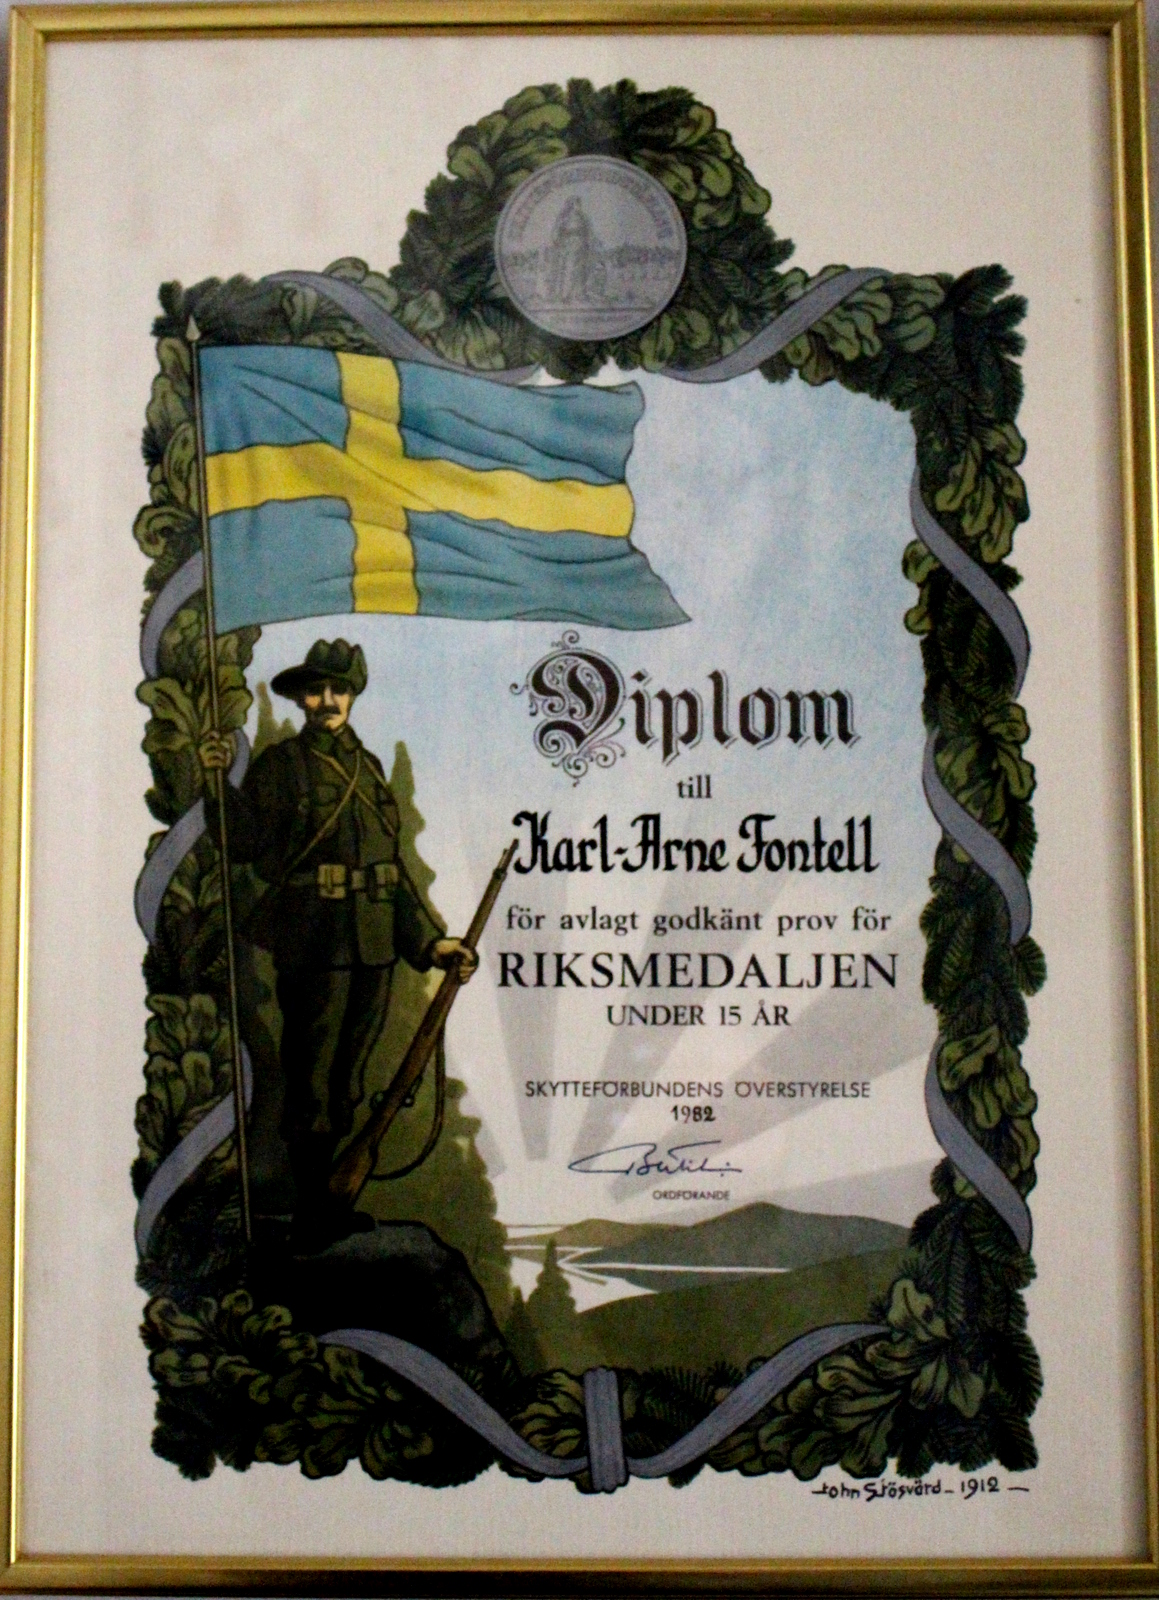 Diplom
till
Karl-Arne Fontell
för avlagt godkänt prov för
RIKSMEDALJEN
UNDER 15 ÅR
SKYTTEFÖRBUNDENS ÖVERSTYRELSE
1982
ORDFÖRANDE
John Sjösvärd - 1912 -